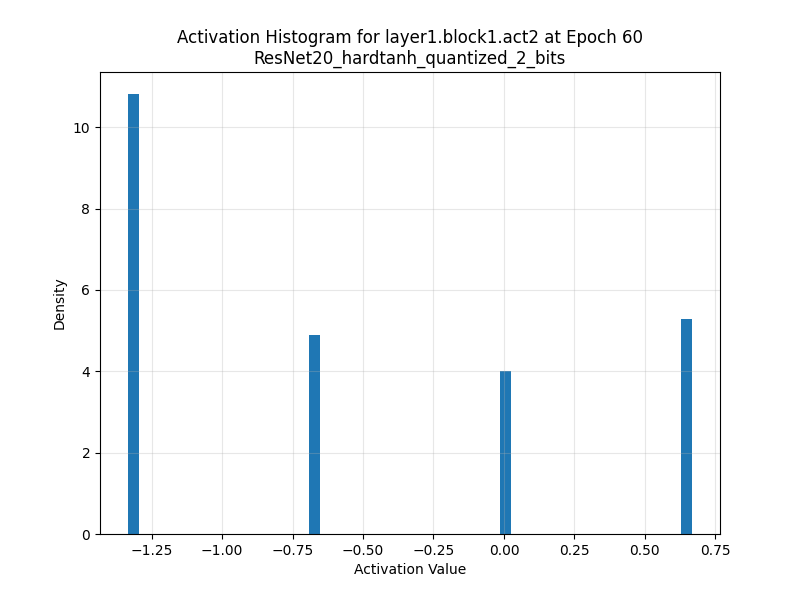 Activation Histogram for layer1.block1.act2 at Epoch 60
ResNet20_hardtanh_quantized_2_bits
10
8
6
4
2
0
Density
−1.25 −1.00 −0.75 −0.50 −0.25 0.00 0.25 0.50 0.75
Activation Value